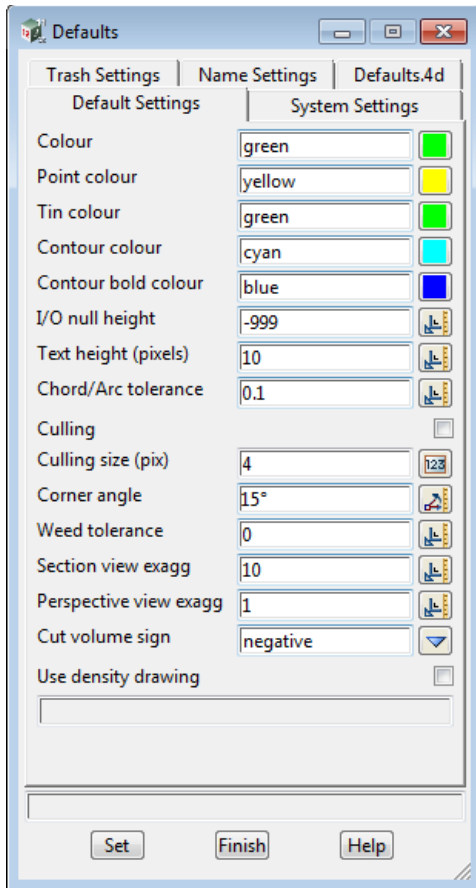 Defaults
Trash Settings Name Settings Defaults.4d
Default Settings System Settings
Colour green
Point colour yellow
Tin colour green
Contour colour cyan
Contour bold colour blue
I/O null height -999
Text height (pixels) 10
Chord/Arc tolerance 0.1
Culling
Culling size (pix) 4 123
Corner angle 15°
Weed tolerance 0
Section view exagg 10
Perspective view exagg 1
Cut volume sign negative
Use density drawing
Set Finish Help